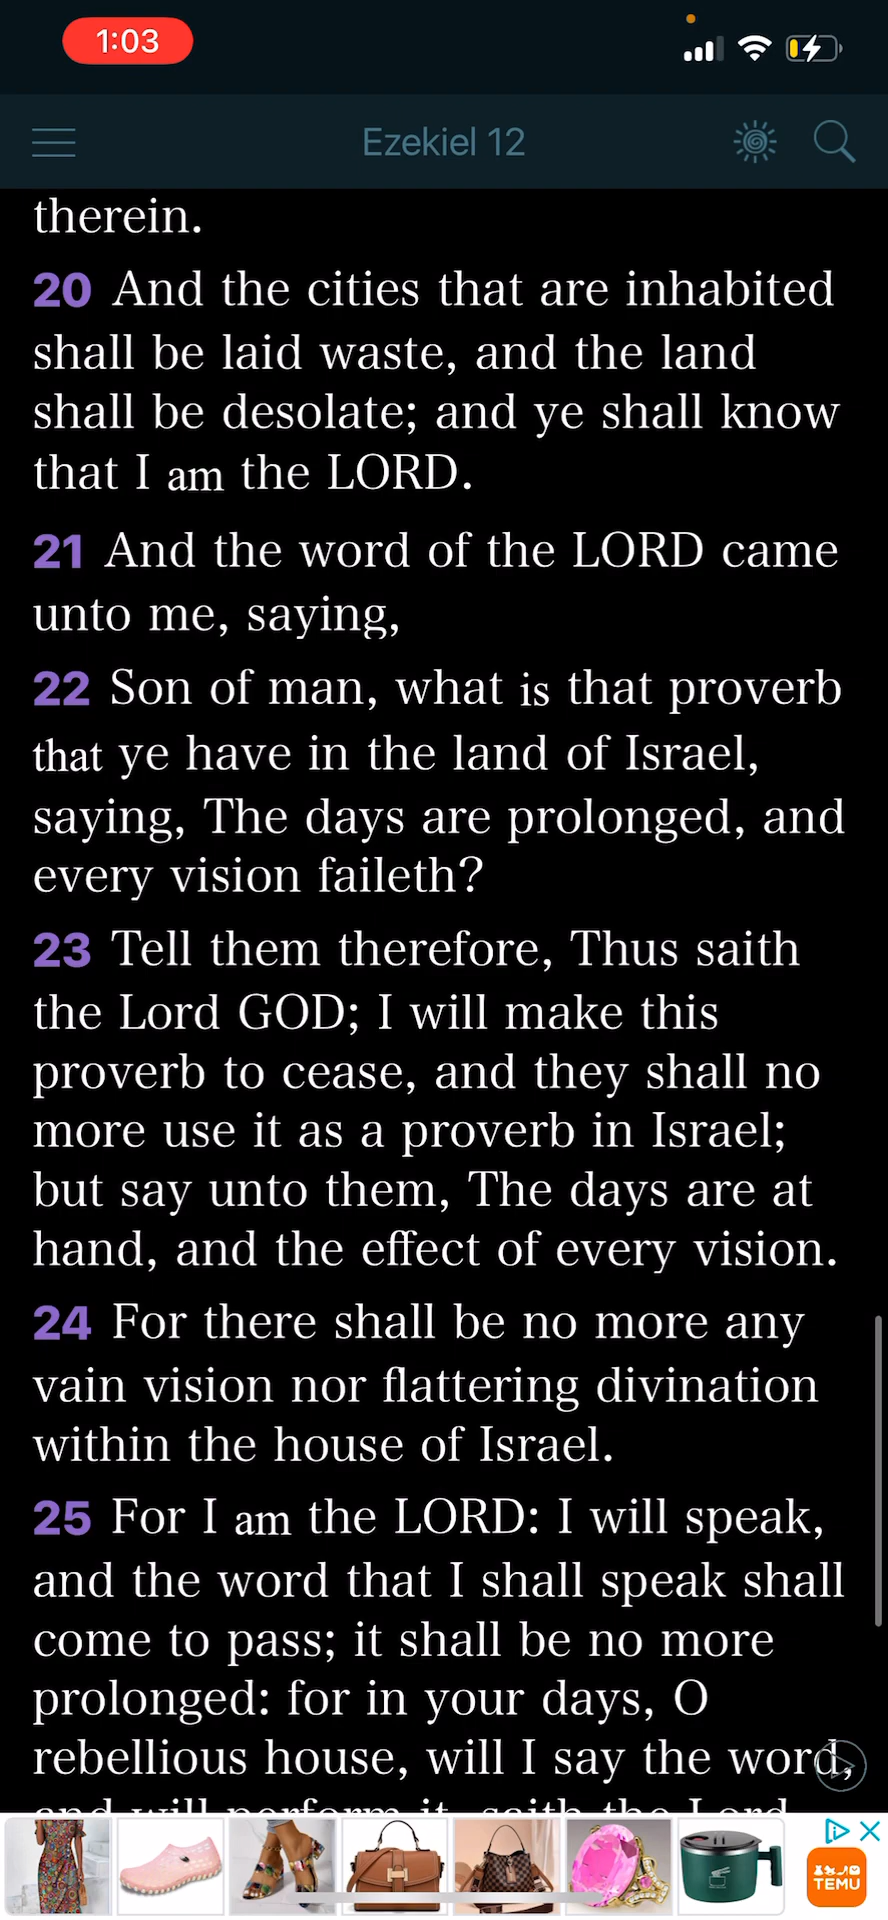 1:03
Ezekiel 12
therein.
20 And the cities that are inhabited
shall be laid waste, and the land
shall be desolate; and ye shall know
that I am the LORD.
21 And the word of the LORD came
unto me, saying,
22 Son of man, what is that proverb
that ye have in the land of Israel,
saying, The days are prolonged, and
every vision faileth?
23 Tell them therefore, Thus saith
the Lord GOD; I will make this
proverb to cease, and they shall no
more use it as a proverb in Israel;
but say unto them, The days are at
hand, and the effect of every vision.
24 For there shall be no more any
vain vision nor flattering divination
within the house of Israel.
25 For I am the LORD: I will speak,
and the word that I shall speak shall
come to pass; it shall be no more
prolonged: for in your days, O
rebellious house, will I say the word,
and will perform it, saith the Lord
TEMU